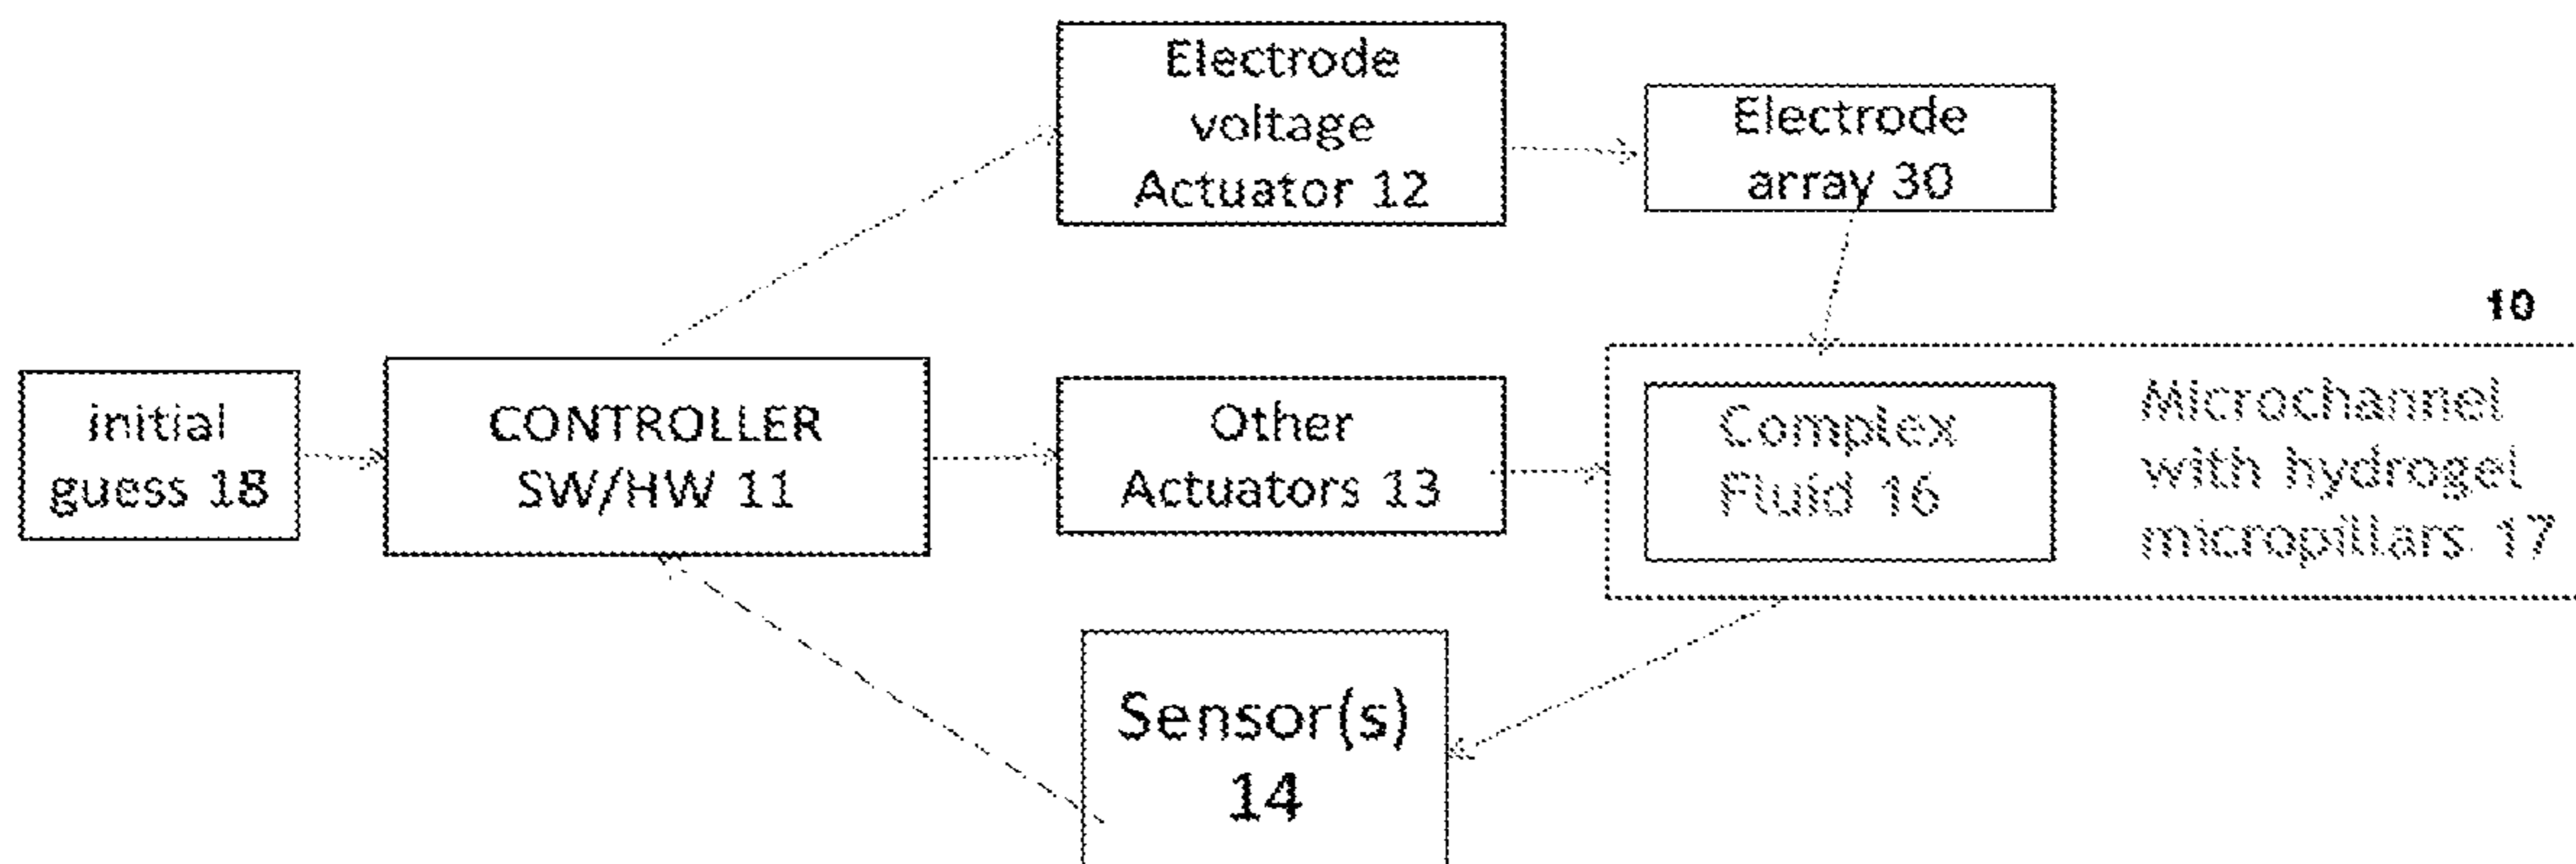 Electrode
voltage
Actuator 12
Electrode
array 30
10
initial
guess 18
CONTROLLER
SW/HW 11
Other
Actuators 13
Complex
Fluid 16
Microchannel
with hydrogel
micropillars 17
Sensor(s)
14